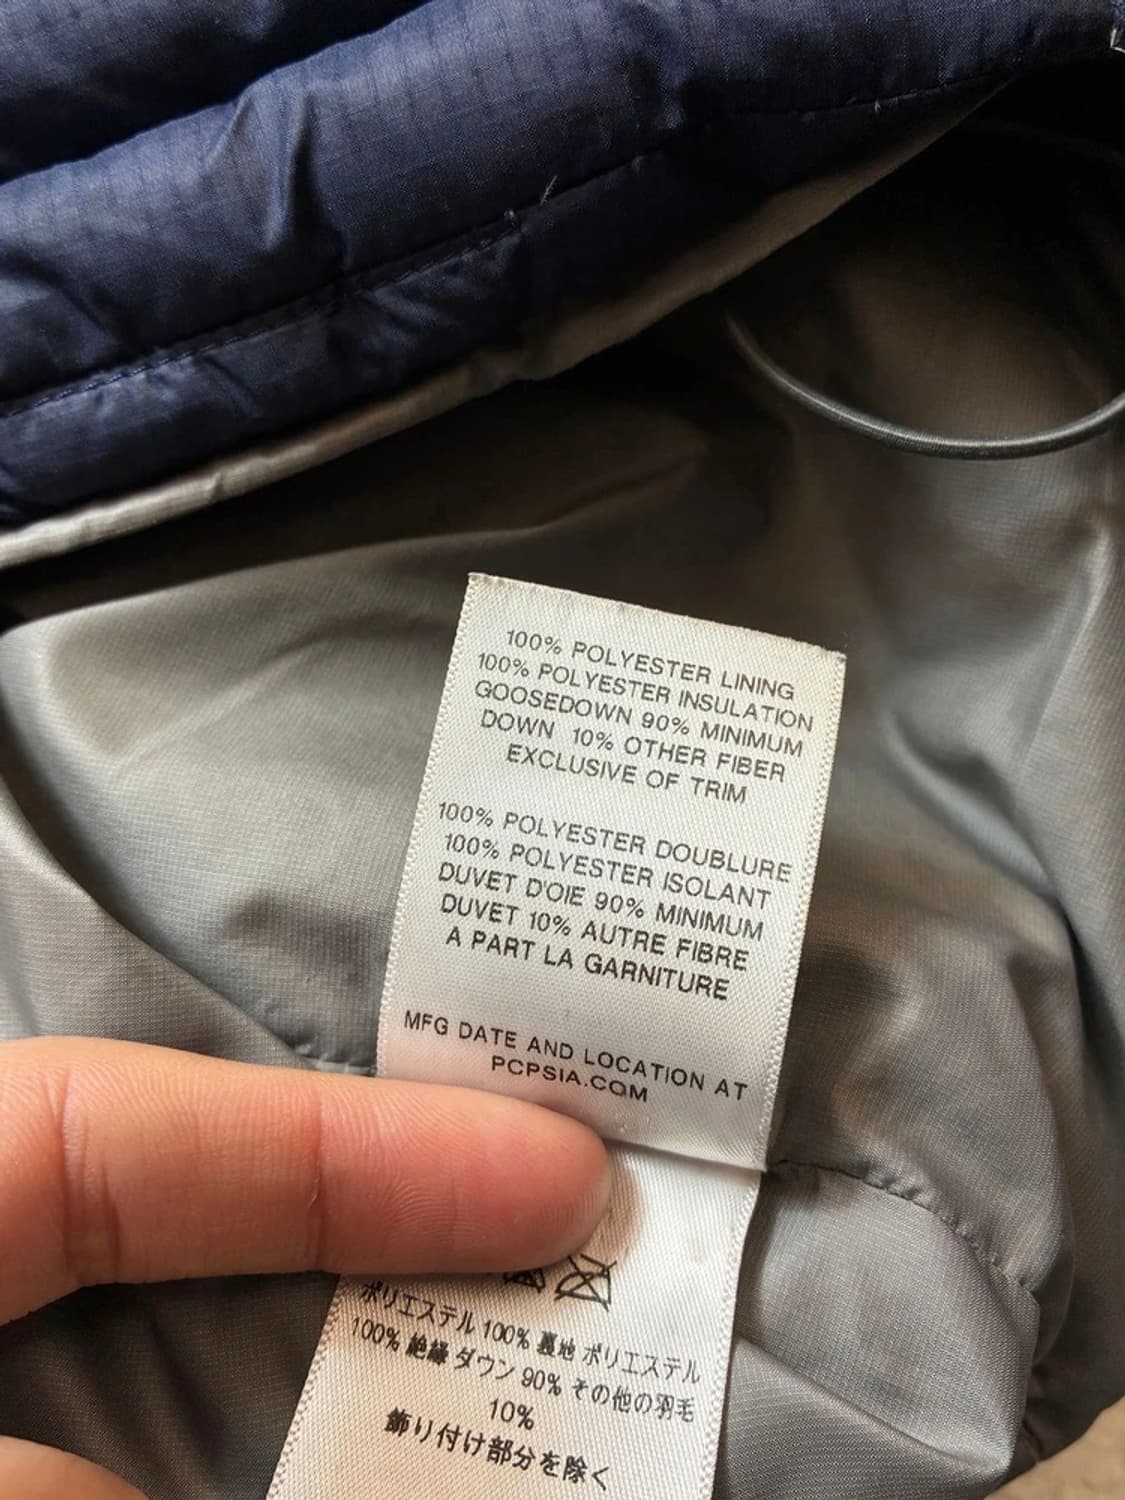 100% POLYESTER LINING
100% POLYESTER INSULATION
GOOSEDOWN 90% MINIMUM
DOWN 10% OTHER FIBER
EXCLUSIVE OF TRIM
100% POLYESTER DOUBLURE
100% POLYESTER ISOLANT
DUVET D'OIE 90% MINIMUM
DUVET 10% AUTRE FIBRE
A PART LA GARNITURE
MFG DATE AND LOCATION AT
PCPSIA.COM
ポリエステル 100% 裏地 ポリエステル
100% 絶縁 ダウン 90% その他の羽毛
10%
飾り付け部分を除く